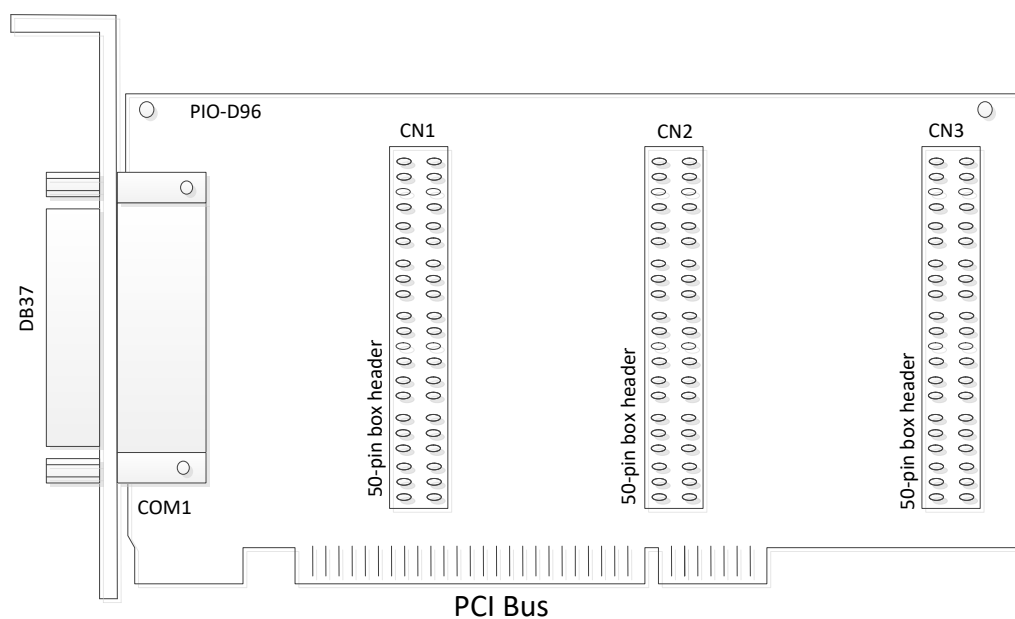 PIO-D96
CN1
CN2
CN3
DB37
50-pin box header
50-pin box header
50-pin box header
COM1
PCI Bus